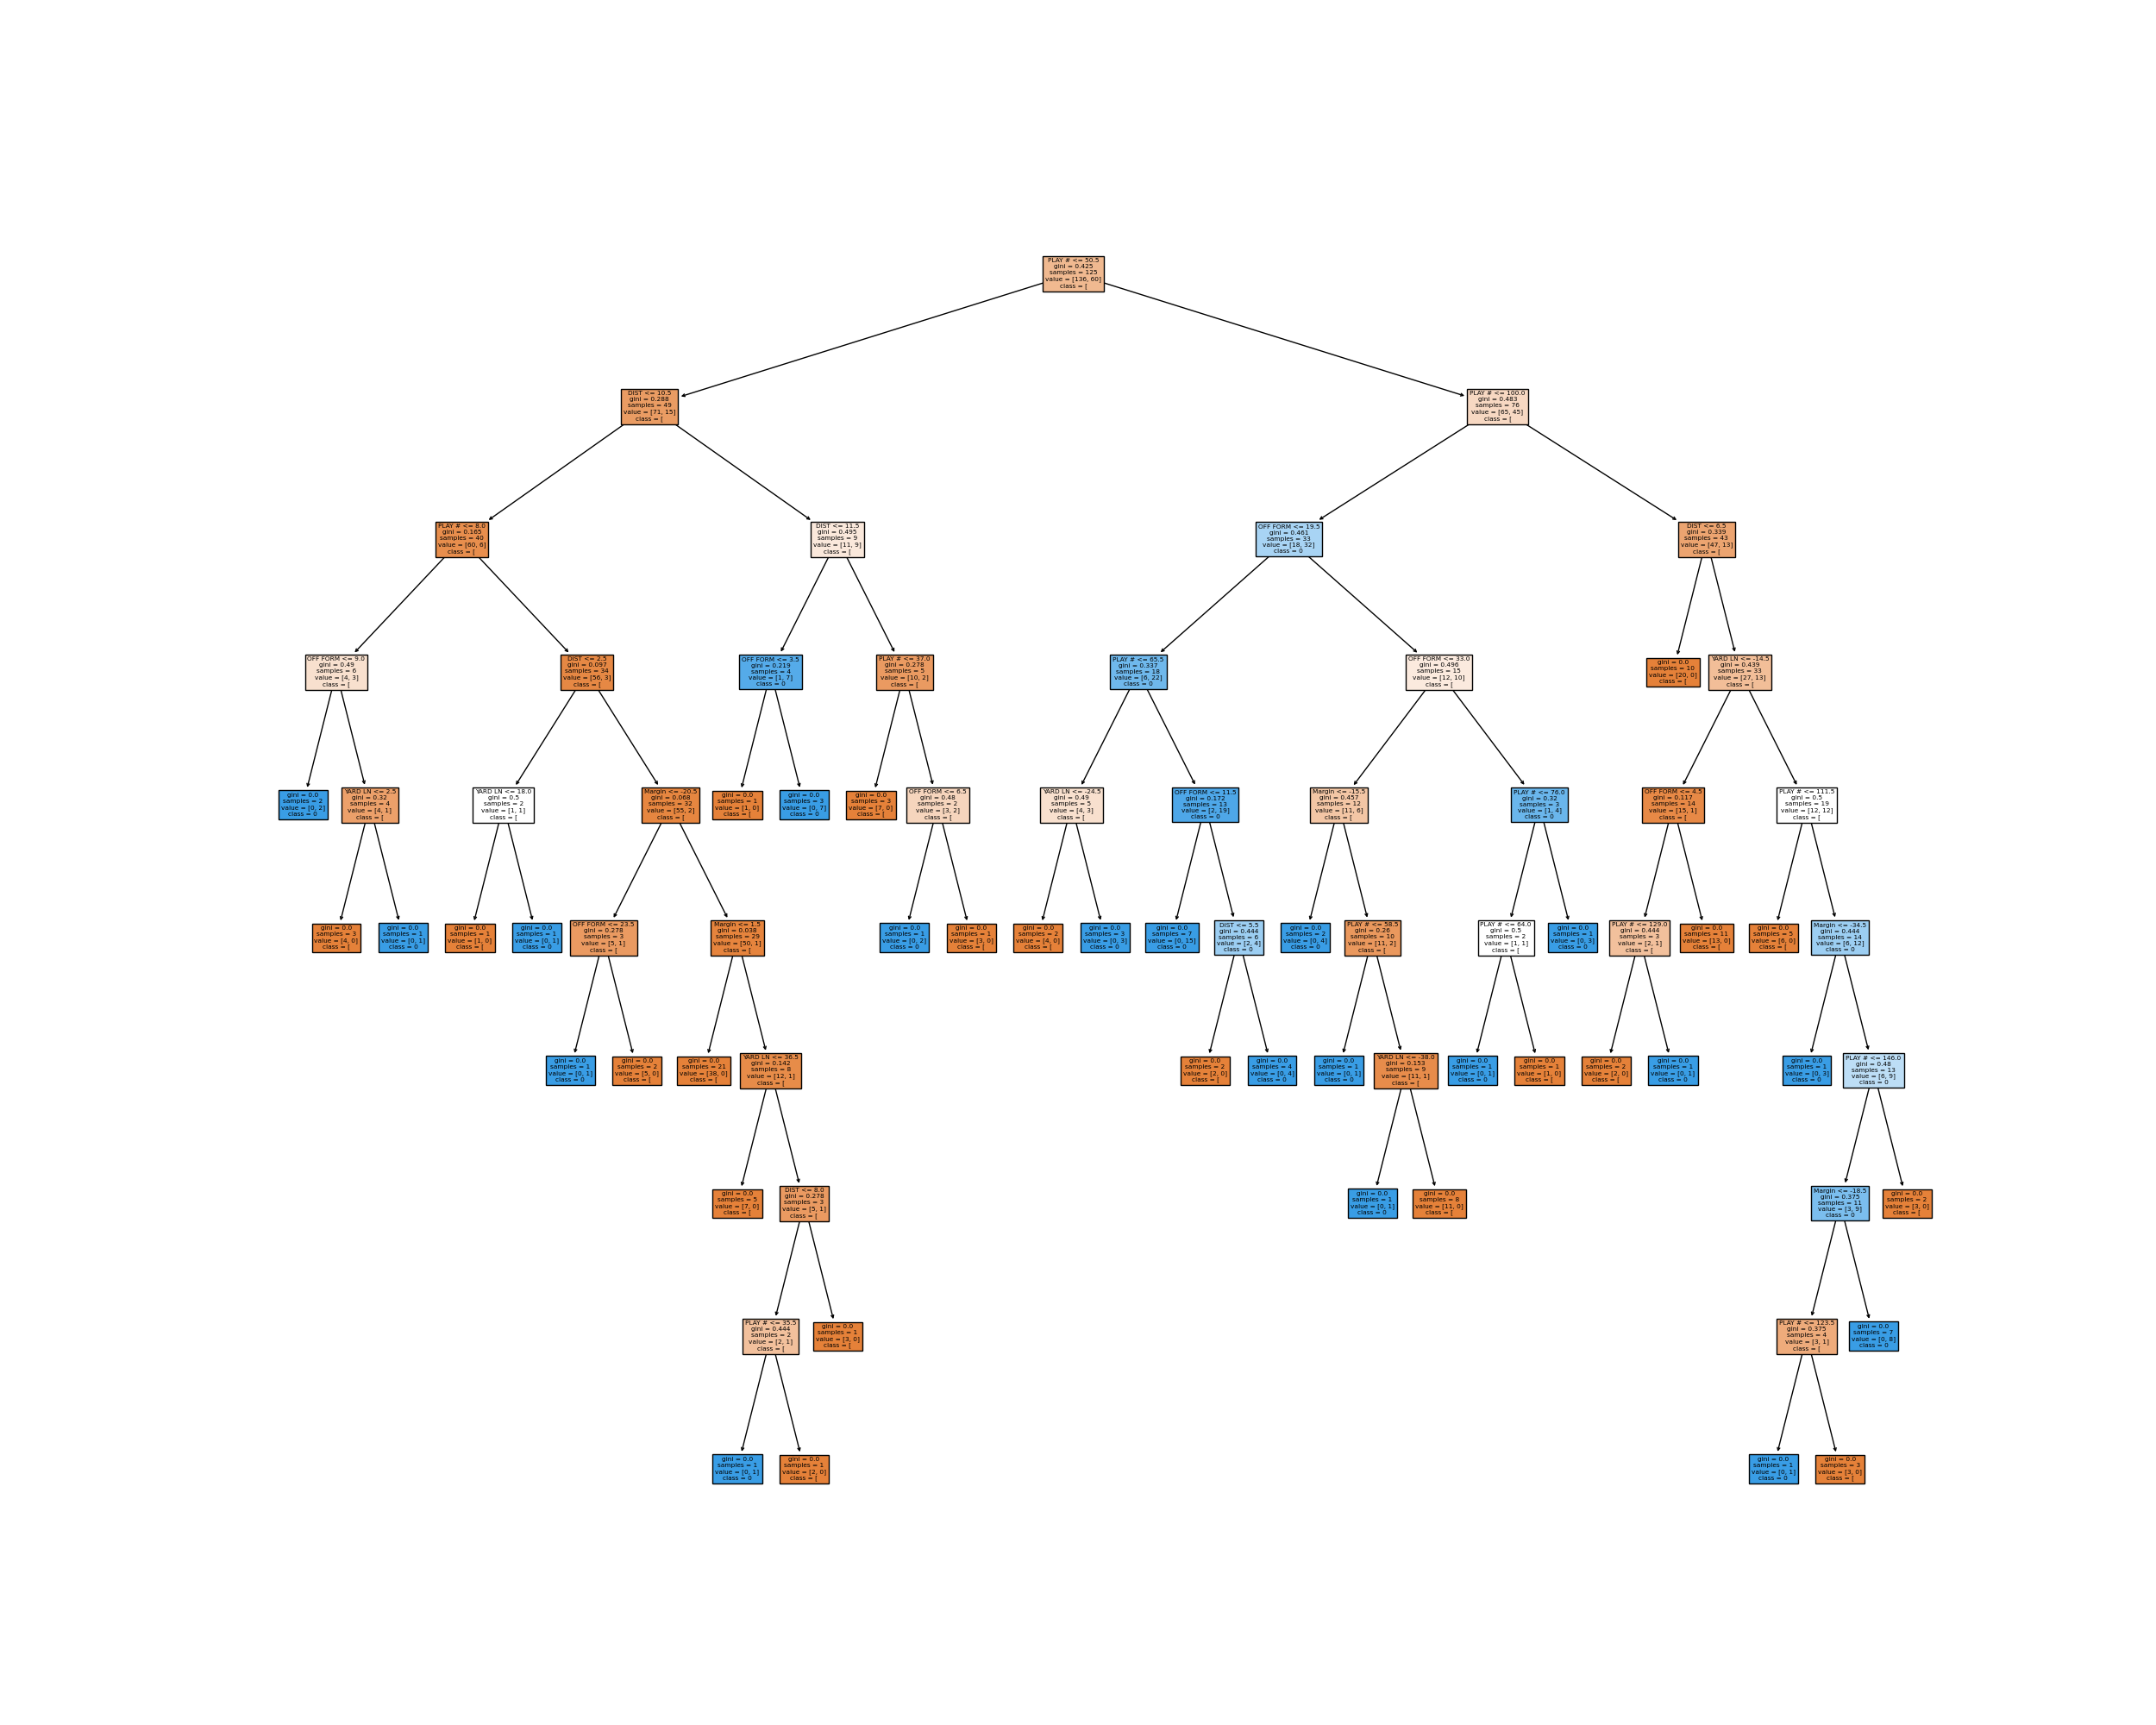 PLAY # <= 50.5
gini = 0.425
samples = 125
value = [136, 60]
class = [
DIST <= 10.5
gini = 0.288
samples = 49
value = [71, 15]
class = [
PLAY # <= 100.0
gini = 0.483
samples = 76
value = [65, 45]
class = [
PLAY # <= 8.0
gini = 0.165
samples = 40
value = [60, 6]
class = [
DIST <= 11.5
gini = 0.495
samples = 9
value = [11, 9]
class = [
OFF FORM <= 19.5
gini = 0.461
samples = 33
value = [18, 32]
class = 0
DIST <= 6.5
gini = 0.339
samples = 43
value = [47, 13]
class = [
OFF FORM <= 9.0
gini = 0.49
samples = 6
value = [4, 3]
class = [
DIST <= 2.5
gini = 0.097
samples = 34
value = [56, 3]
class = [
OFF FORM <= 3.5
gini = 0.219
samples = 4
value = [1, 7]
class = 0
PLAY # <= 37.0
gini = 0.278
samples = 5
value = [10, 2]
class = [
PLAY # <= 65.5
gini = 0.337
samples = 18
value = [6, 22]
class = 0
OFF FORM <= 33.0
gini = 0.496
samples = 15
value = [12, 10]
class = [
gini = 0.0
samples = 10
value = [20, 0]
class = [
YARD LN <= -14.5
gini = 0.439
samples = 33
value = [27, 13]
class = [
gini = 0.0
samples = 2
value = [0, 2]
class = 0
YARD LN <= 2.5
gini = 0.32
samples = 4
value = [4, 1]
class = [
YARD LN <= 18.0
gini = 0.5
samples = 2
value = [1, 1]
class = [
Margin <= -20.5
gini = 0.068
samples = 32
value = [55, 2]
class = [
gini = 0.0
samples = 1
value = [1, 0]
class = [
gini = 0.0
samples = 3
value = [0, 7]
class = 0
gini = 0.0
samples = 3
value = [7, 0]
class = [
OFF FORM <= 6.5
gini = 0.48
samples = 2
value = [3, 2]
class = [
YARD LN <= -24.5
gini = 0.49
samples = 5
value = [4, 3]
class = [
OFF FORM <= 11.5
gini = 0.172
samples = 13
value = [2, 19]
class = 0
Margin <= -15.5
gini = 0.457
samples = 12
value = [11, 6]
class = [
PLAY # <= 76.0
gini = 0.32
samples = 3
value = [1, 4]
class = 0
OFF FORM <= 4.5
gini = 0.117
samples = 14
value = [15, 1]
class = [
PLAY # <= 111.5
gini = 0.5
samples = 19
value = [12, 12]
class = [
gini = 0.0
samples = 3
value = [4, 0]
class = [
gini = 0.0
samples = 1
value = [0, 1]
class = 0
gini = 0.0
samples = 1
value = [1, 0]
class = [
gini = 0.0
samples = 1
value = [0, 1]
class = 0
OFF FORM <= 23.5
gini = 0.278
samples = 3
value = [5, 1]
class = [
Margin <= 1.5
gini = 0.038
samples = 29
value = [50, 1]
class = [
gini = 0.0
samples = 1
value = [0, 2]
class = 0
gini = 0.0
samples = 1
value = [3, 0]
class = [
gini = 0.0
samples = 2
value = [4, 0]
class = [
gini = 0.0
samples = 3
value = [0, 3]
class = 0
gini = 0.0
samples = 7
value = [0, 15]
class = 0
DIST <= 5.5
gini = 0.444
samples = 6
value = [2, 4]
class = 0
gini = 0.0
samples = 2
value = [0, 4]
class = 0
PLAY # <= 58.5
gini = 0.26
samples = 10
value = [11, 2]
class = [
PLAY # <= 64.0
gini = 0.5
samples = 2
value = [1, 1]
class = [
gini = 0.0
samples = 1
value = [0, 3]
class = 0
PLAY # <= 129.0
gini = 0.444
samples = 3
value = [2, 1]
class = [
gini = 0.0
samples = 11
value = [13, 0]
class = [
gini = 0.0
samples = 5
value = [6, 0]
class = [
Margin <= -34.5
gini = 0.444
samples = 14
value = [6, 12]
class = 0
gini = 0.0
samples = 1
value = [0, 1]
class = 0
gini = 0.0
samples = 2
value = [5, 0]
class = [
gini = 0.0
samples = 21
value = [38, 0]
class = [
YARD LN <= 36.5
gini = 0.142
samples = 8
value = [12, 1]
class = [
gini = 0.0
samples = 2
value = [2, 0]
class = [
gini = 0.0
samples = 4
value = [0, 4]
class = 0
gini = 0.0
samples = 1
value = [0, 1]
class = 0
YARD LN <= -38.0
gini = 0.153
samples = 9
value = [11, 1]
class = [
gini = 0.0
samples = 1
value = [0, 1]
class = 0
gini = 0.0
samples = 1
value = [1, 0]
class = [
gini = 0.0
samples = 2
value = [2, 0]
class = [
gini = 0.0
samples = 1
value = [0, 1]
class = 0
gini = 0.0
samples = 1
value = [0, 3]
class = 0
PLAY # <= 146.0
gini = 0.48
samples = 13
value = [6, 9]
class = 0
gini = 0.0
samples = 5
value = [7, 0]
class = [
DIST <= 8.0
gini = 0.278
samples = 3
value = [5, 1]
class = [
gini = 0.0
samples = 1
value = [0, 1]
class = 0
gini = 0.0
samples = 8
value = [11, 0]
class = [
Margin <= -18.5
gini = 0.375
samples = 11
value = [3, 9]
class = 0
gini = 0.0
samples = 2
value = [3, 0]
class = [
PLAY # <= 35.5
gini = 0.444
samples = 2
value = [2, 1]
class = [
gini = 0.0
samples = 1
value = [3, 0]
class = [
PLAY # <= 123.5
gini = 0.375
samples = 4
value = [3, 1]
class = [
gini = 0.0
samples = 7
value = [0, 8]
class = 0
gini = 0.0
samples = 1
value = [0, 1]
class = 0
gini = 0.0
samples = 1
value = [2, 0]
class = [
gini = 0.0
samples = 1
value = [0, 1]
class = 0
gini = 0.0
samples = 3
value = [3, 0]
class = [